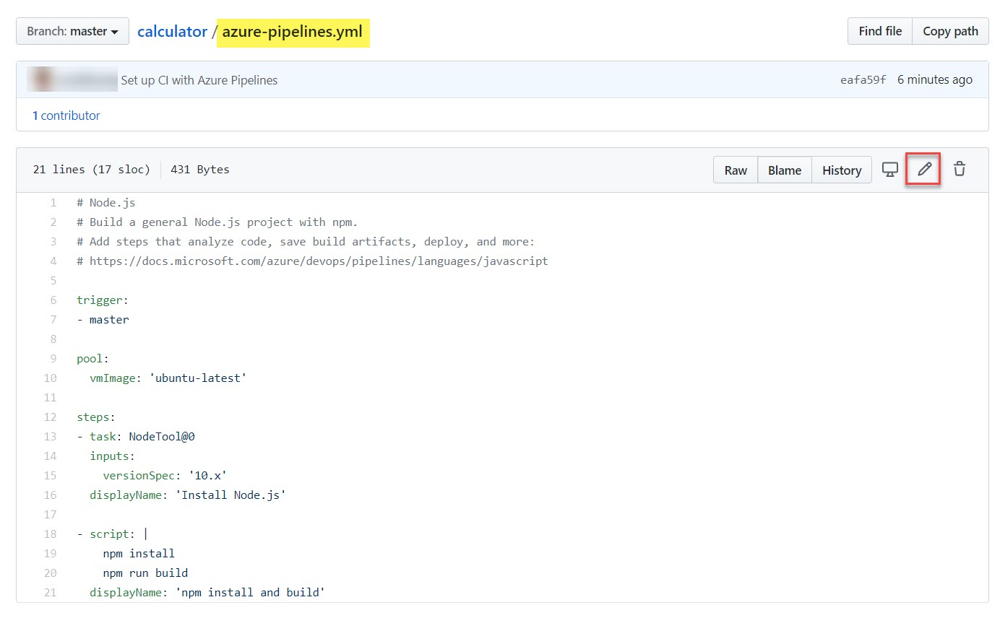 Branch: master calculator / azure-pipelines.yml Find file Copy path
Set up CI with Azure Pipelines eafa59f 6 minutes ago
1 contributor
21 lines (17 sloc) 431 Bytes Raw Blame History
1 # Node.js
2 # Build a general Node.js project with npm.
3 # Add steps that analyze code, save build artifacts, deploy, and more:
4 # https://docs.microsoft.com/azure/devops/pipelines/languages/javascript
5
6 trigger:
7 - master
8
9 pool:
10   vmImage: 'ubuntu-latest'
11
12 steps:
13 - task: NodeTool@0
14   inputs:
15     versionSpec: '10.x'
16   displayName: 'Install Node.js'
17
18 - script: |
19     npm install
20     npm run build
21   displayName: 'npm install and build'